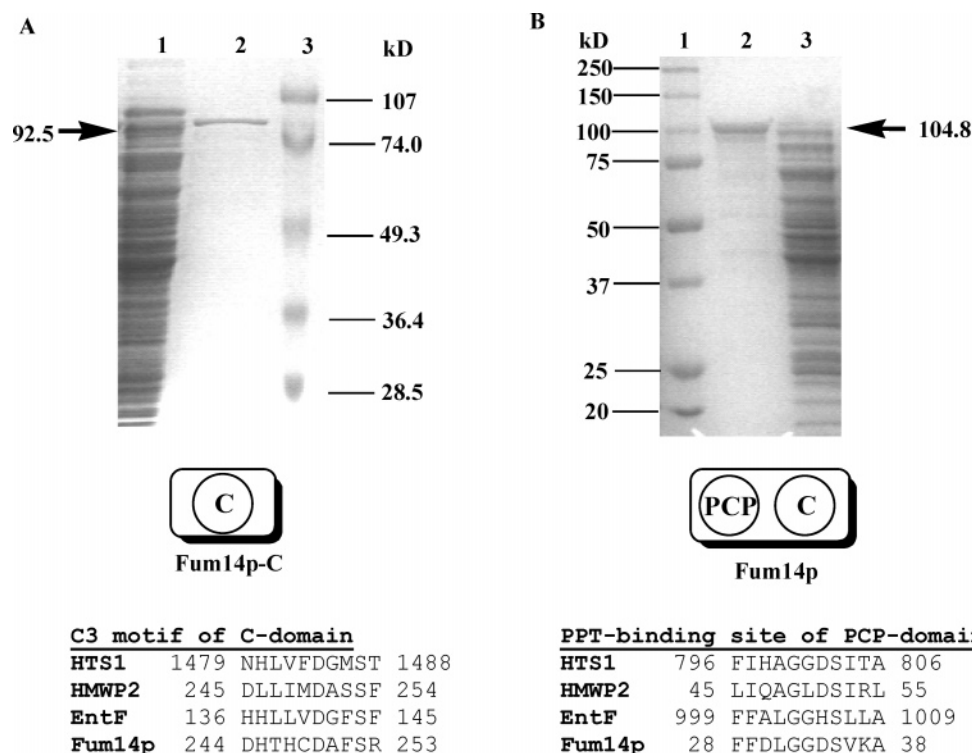 A
1 2 3 kD
92.5
107
74.0
49.3
36.4
28.5
C
Fum14p-C
C3 motif of C-domain
HTS1 1479 NHLVFDGMST 1488
HMWP2 245 DLLIMDASSF 254
EntF 136 HHLLVDGFSF 145
Fum14p 244 DHTHCDAFSR 253
B
kD 1 2 3
250
150
100
75
50
37
25
20
104.8
PCP C
Fum14p
PPT-binding site of PCP-domain
HTS1 796 FIHAGGDSITA 806
HMWP2 45 LIQAGLDSIRL 55
EntF 999 FFALGGHSLLA 1009
Fum14p 28 FFDLGGDSVKA 38